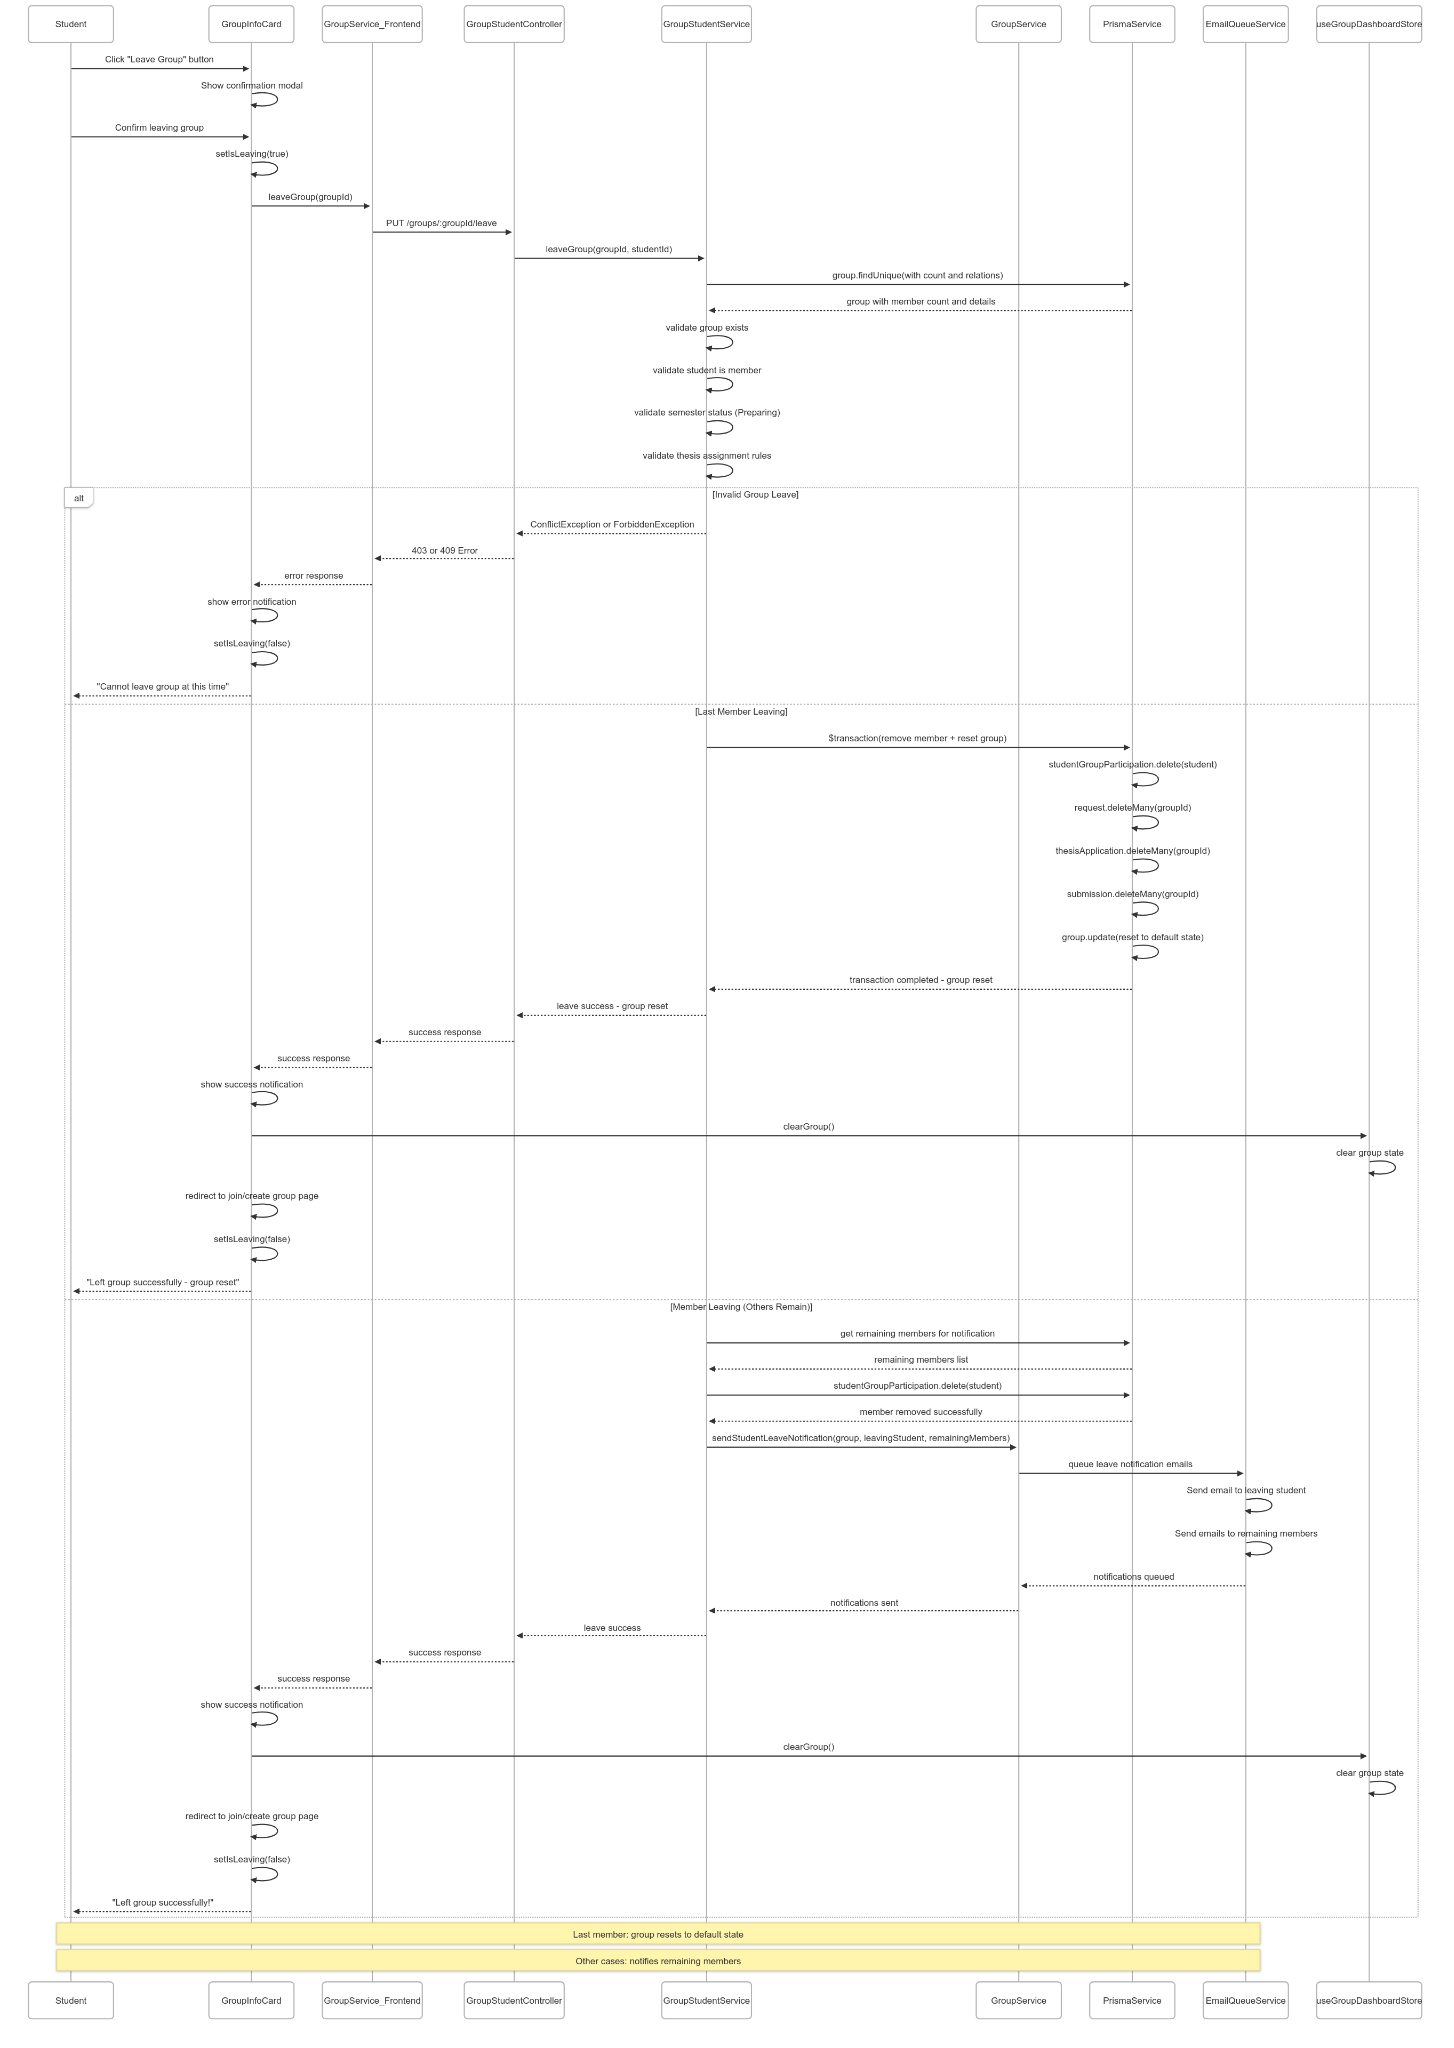 Student
GroupInfoCard
GroupService_Frontend
GroupStudentController
GroupStudentService
GroupService
PrismaService
EmailQueueService
useGroupDashboardStore
Click "Leave Group" button
Show confirmation modal
Confirm leaving group
setIsLeaving(true)
leaveGroup(groupId)
PUT /groups/:groupId/leave
leaveGroup(groupId, studentId)
group.findUnique(with count and relations)
group with member count and details
validate group exists
validate student is member
validate semester status (Preparing)
validate thesis assignment rules
alt
[Invalid Group Leave]
ConflictException or ForbiddenException
403 or 409 Error
error response
show error notification
setIsLeaving(false)
"Cannot leave group at this time"
[Last Member Leaving]
$transaction(remove member + reset group)
studentGroupParticipation.delete(student)
request.deleteMany(groupId)
thesisApplication.deleteMany(groupId)
submission.deleteMany(groupId)
group.update(reset to default state)
transaction completed - group reset
leave success - group reset
success response
success response
show success notification
clearGroup()
clear group state
redirect to join/create group page
setIsLeaving(false)
"Left group successfully - group reset"
[Member Leaving (Others Remain)]
get remaining members for notification
remaining members list
studentGroupParticipation.delete(student)
member removed successfully
sendStudentLeaveNotification(group, leavingStudent, remainingMembers)
queue leave notification emails
Send email to leaving student
Send emails to remaining members
notifications queued
notifications sent
leave success
success response
success response
show success notification
clearGroup()
clear group state
redirect to join/create group page
setIsLeaving(false)
"Left group successfully!"
Last member: group resets to default state
Other cases: notifies remaining members
Student
GroupInfoCard
GroupService_Frontend
GroupStudentController
GroupStudentService
GroupService
PrismaService
EmailQueueService
useGroupDashboardStore